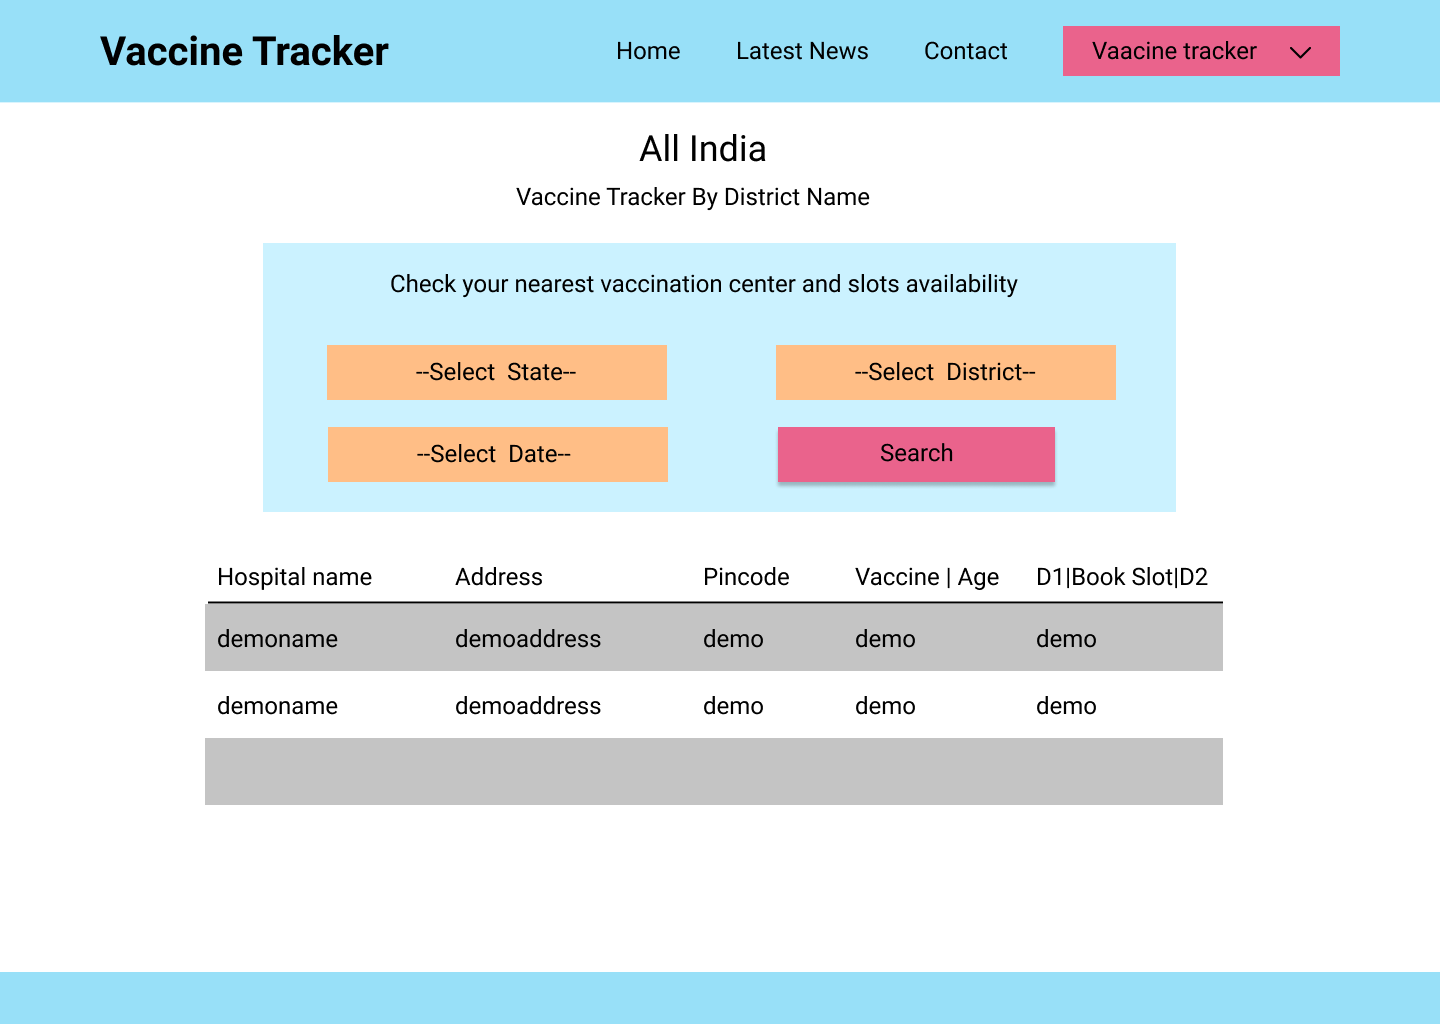 Vaccine Tracker Home Latest News Contact Vaacine tracker
All India
Vaccine Tracker By District Name
Check your nearest vaccination center and slots availability
--Select State-- --Select District--
--Select Date-- Search
Hospital name Address Pincode Vaccine | Age D1|Book Slot|D2
demoname demoaddress demo demo demo
demoname demoaddress demo demo demo